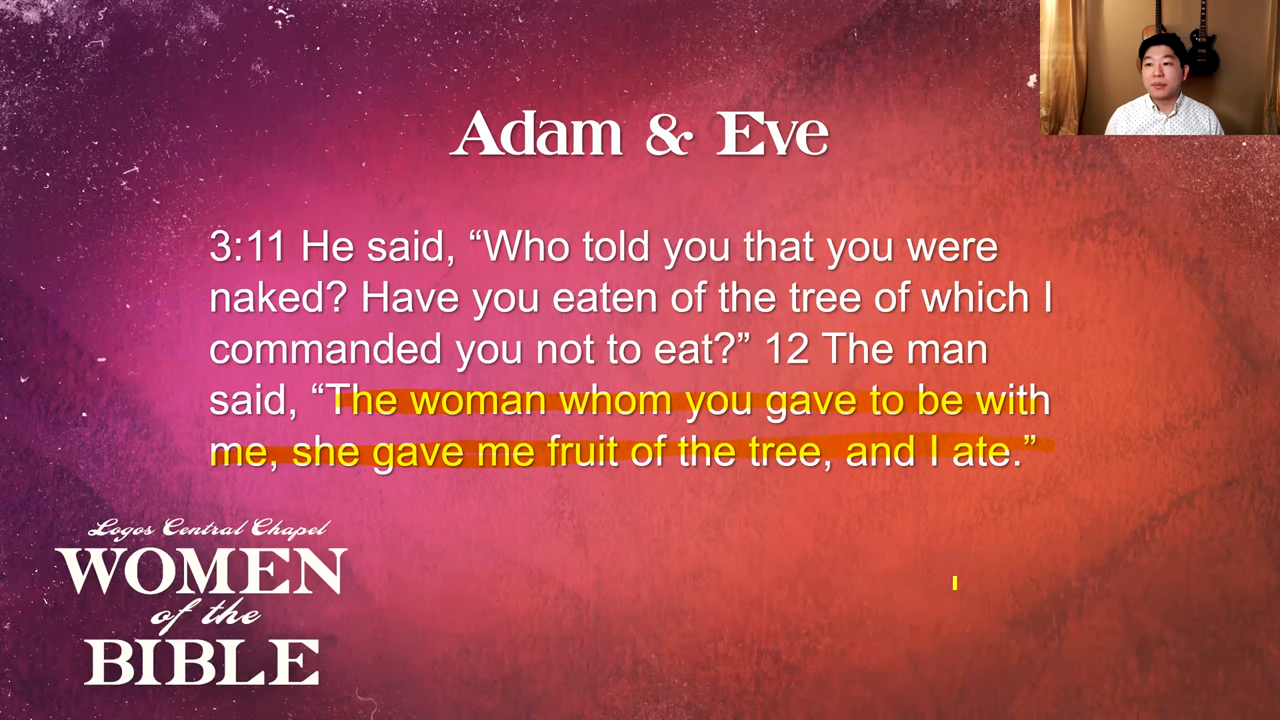 Adam & Eve
3:11 He said, “Who told you that you were
naked? Have you eaten of the tree of which I
commanded you not to eat?” 12 The man
said, “The woman whom you gave to be with
me, she gave me fruit of the tree, and I ate.”
Logos Central Chapel
WOMEN
of the
BIBLE